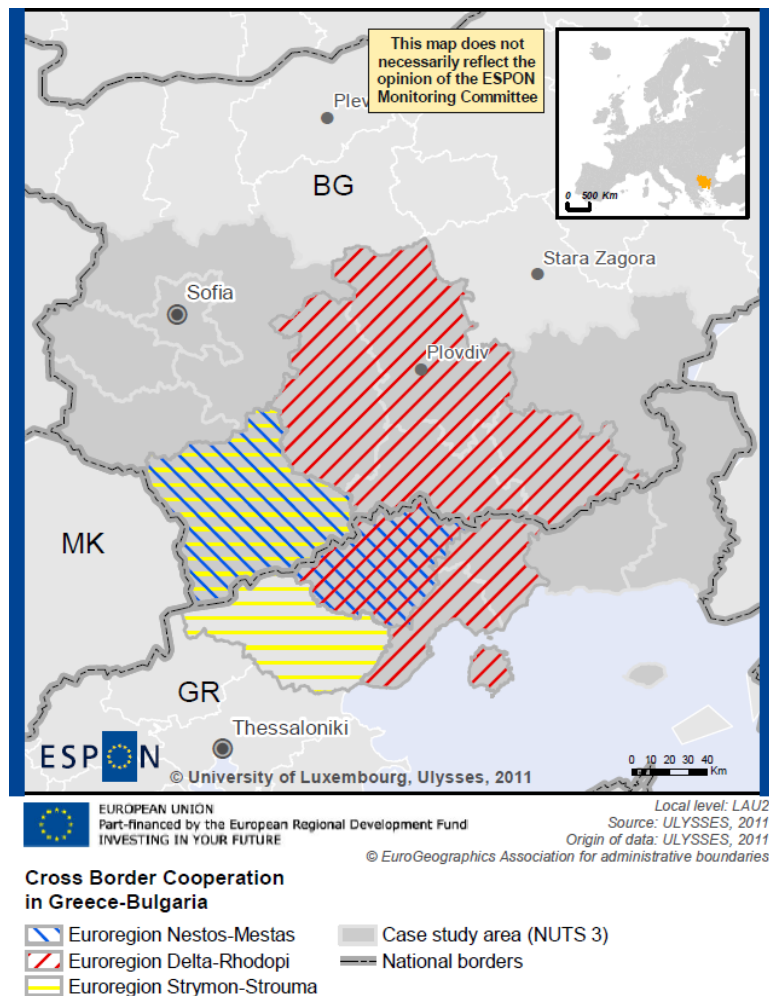 This map does not
necessarily reflect the
opinion of the ESPON
Monitoring Committee
0 500 Km
Plev
BG
Stara Zagora
Sofia
Plovdiv
MK
GR
Thessaloniki
ESPON
© University of Luxembourg, Ulysses, 2011
0 10 20 30 40
Km
EUROPEAN UNION
Part-financed by the European Regional Development Fund
INVESTING IN YOUR FUTURE
Local level: LAU2
Source: ULYSSES, 2011
Origin of data: ULYSSES, 2011
© EuroGeographics Association for administrative boundaries
Cross Border Cooperation
in Greece-Bulgaria
Euroregion Nestos-Mestas
Euroregion Delta-Rhodopi
Euroregion Strymon-Strouma
Case study area (NUTS 3)
National borders